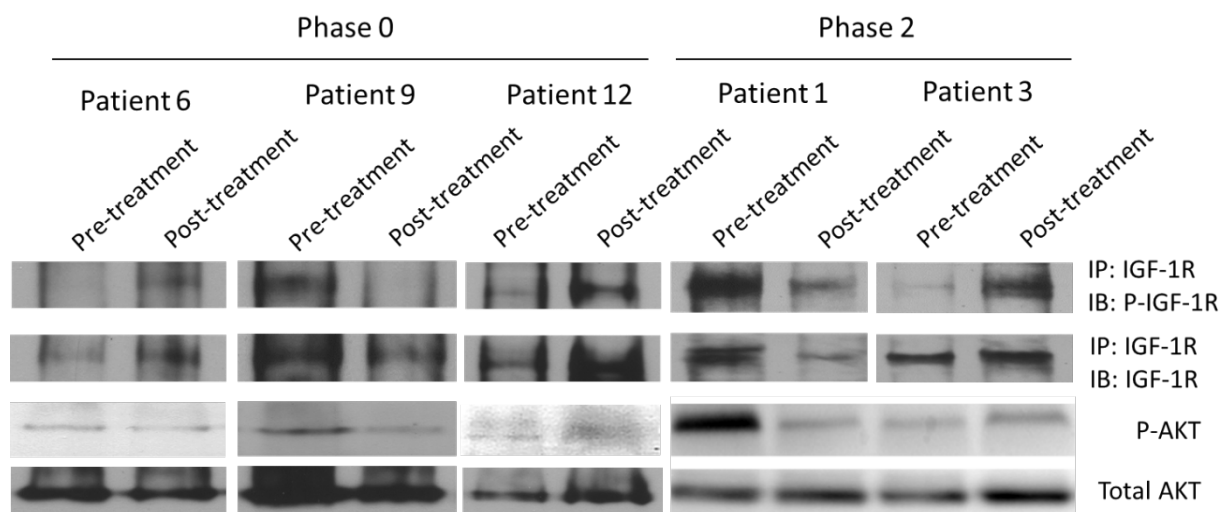 Phase 0
Phase 2
Patient 6
Patient 9
Patient 12
Patient 1
Patient 3
Pre-treatment
Post-treatment
Pre-treatment
Post-treatment
Pre-treatment
Post-treatment
Pre-treatment
Post-treatment
Pre-treatment
Post-treatment
IP: IGF-1R
IB: P-IGF-1R
IP: IGF-1R
IB: IGF-1R
P-AKT
Total AKT